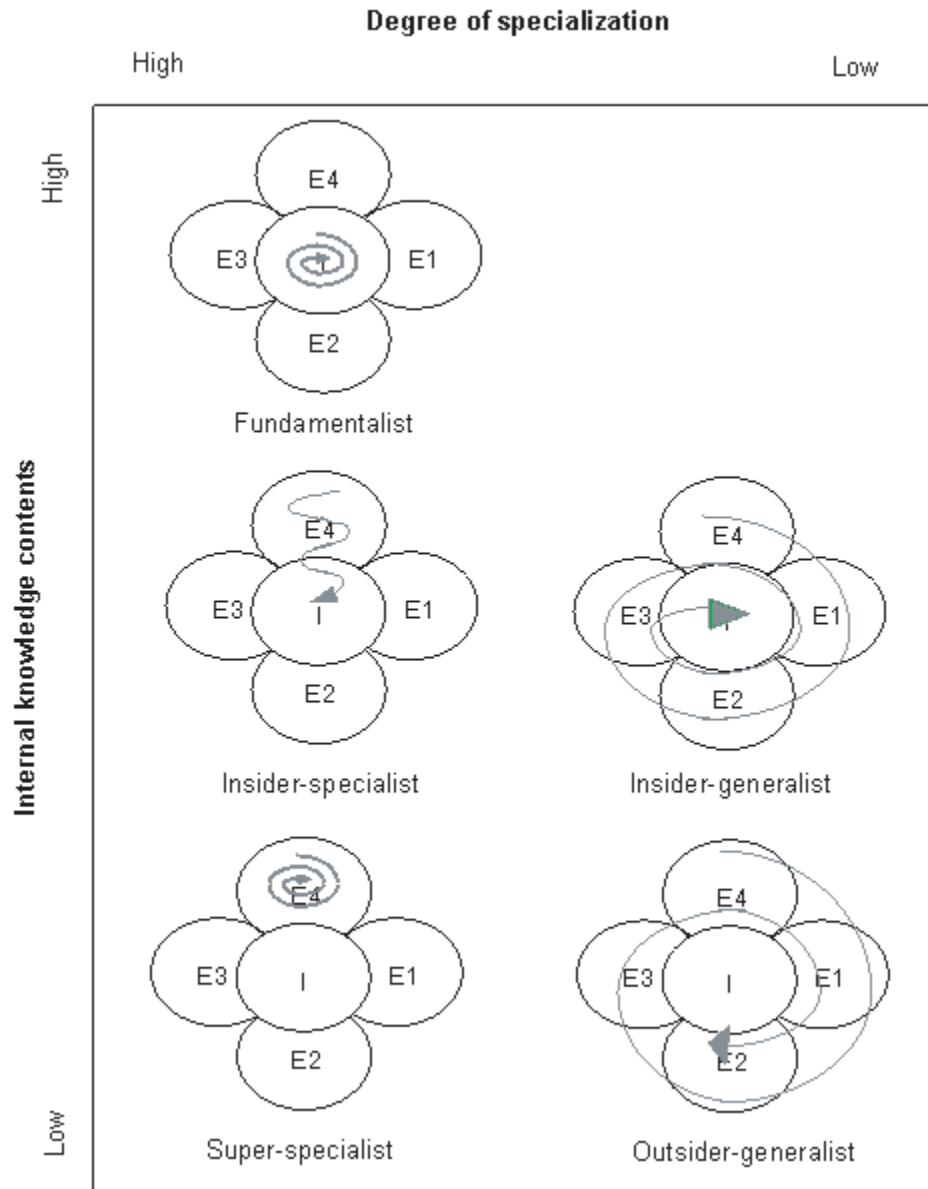 Degree of specialization
High
Low
High
E4
E3
I
E1
E2
Fundamentalist
Internal knowledge contents
E4
E3
I
E1
E2
Insider-specialist
E4
E3
I
E1
E2
Insider-generalist
E4
E3
I
E1
E2
Super-specialist
E4
E3
I
E1
E2
Outsider-generalist
Low